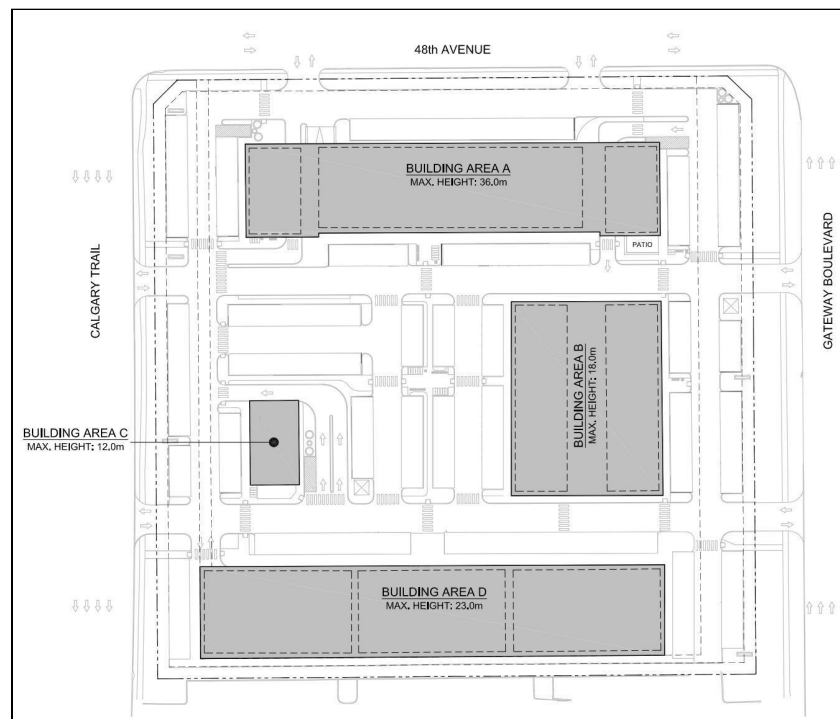 48th AVENUE
BUILDING AREA A
MAX. HEIGHT: 36.0m
PATIO
CALGARY TRAIL
GATEWAY BOULEVARD
BUILDING AREA B
MAX. HEIGHT: 18.0m
BUILDING AREA C
MAX. HEIGHT: 12.0m
BUILDING AREA D
MAX. HEIGHT: 23.0m